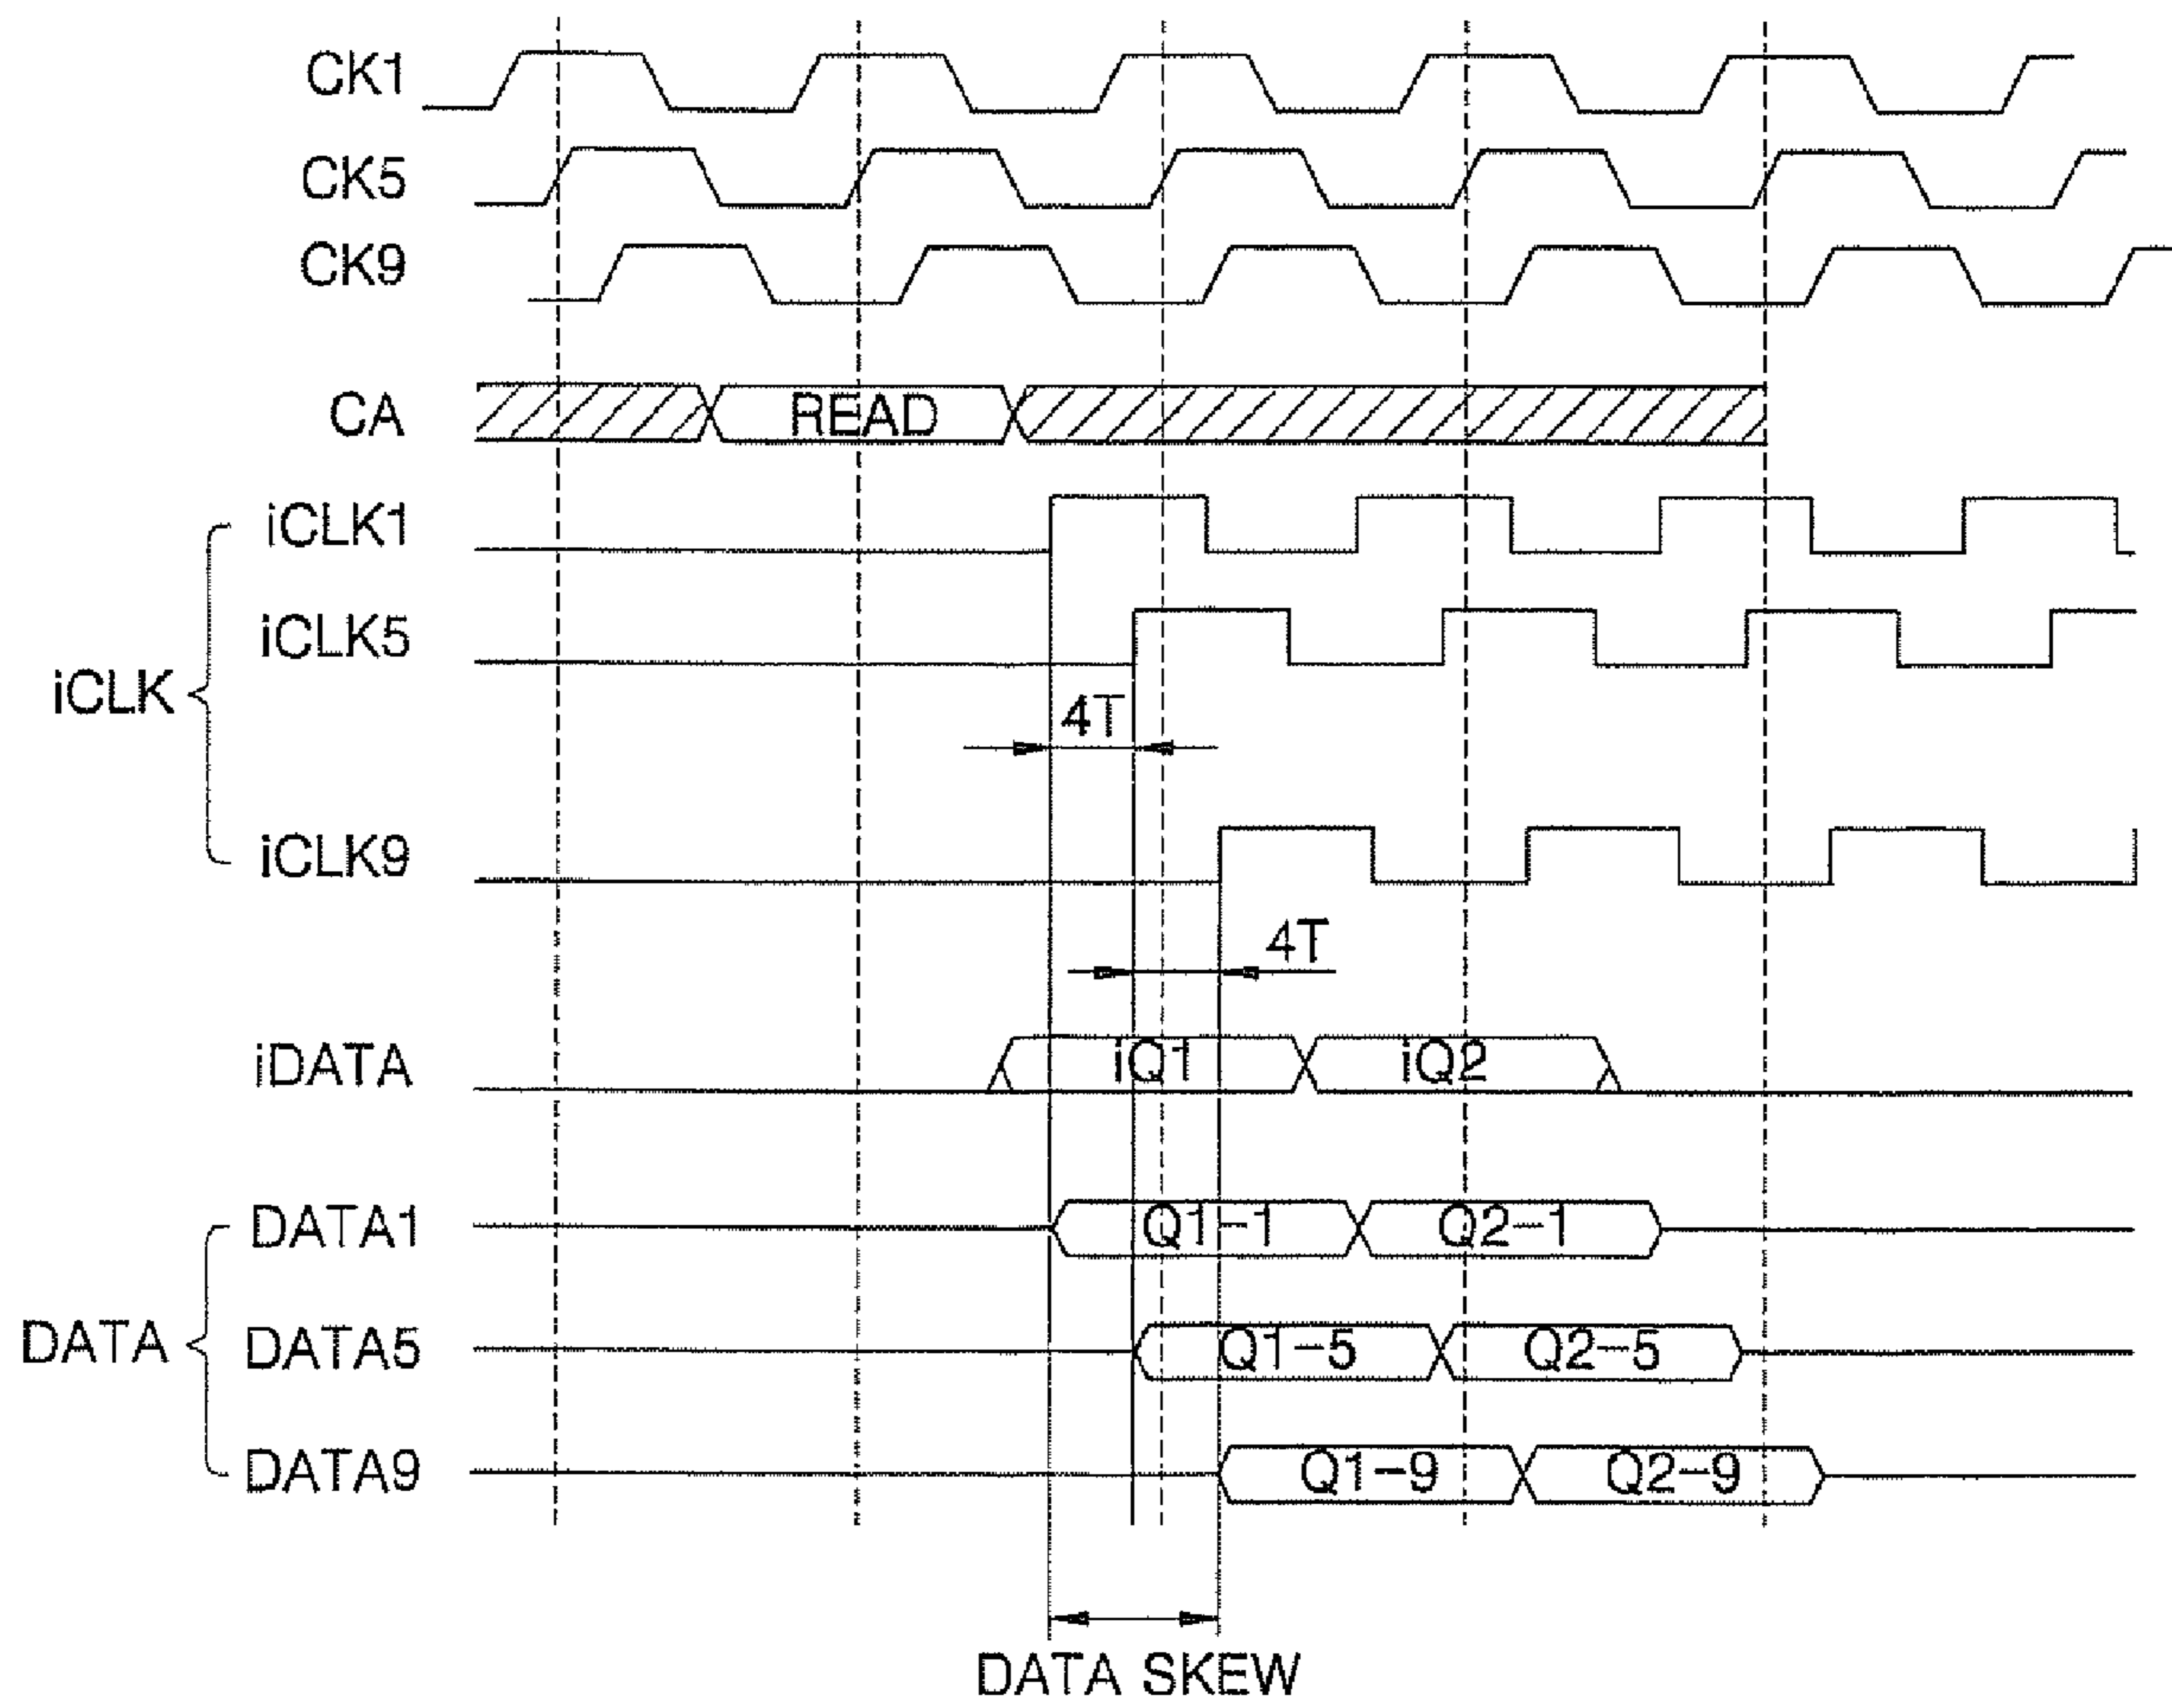 CK1
CK5
CK9
CA READ
iCLK1
iCLK5
iCLK
4T
iCLK9
4T
iDATA iQ1 iQ2
DATA1 Q1-1 Q2-1
DATA DATA5 Q1-5 Q2-5
DATA9 Q1-9 Q2-9
DATA SKEW